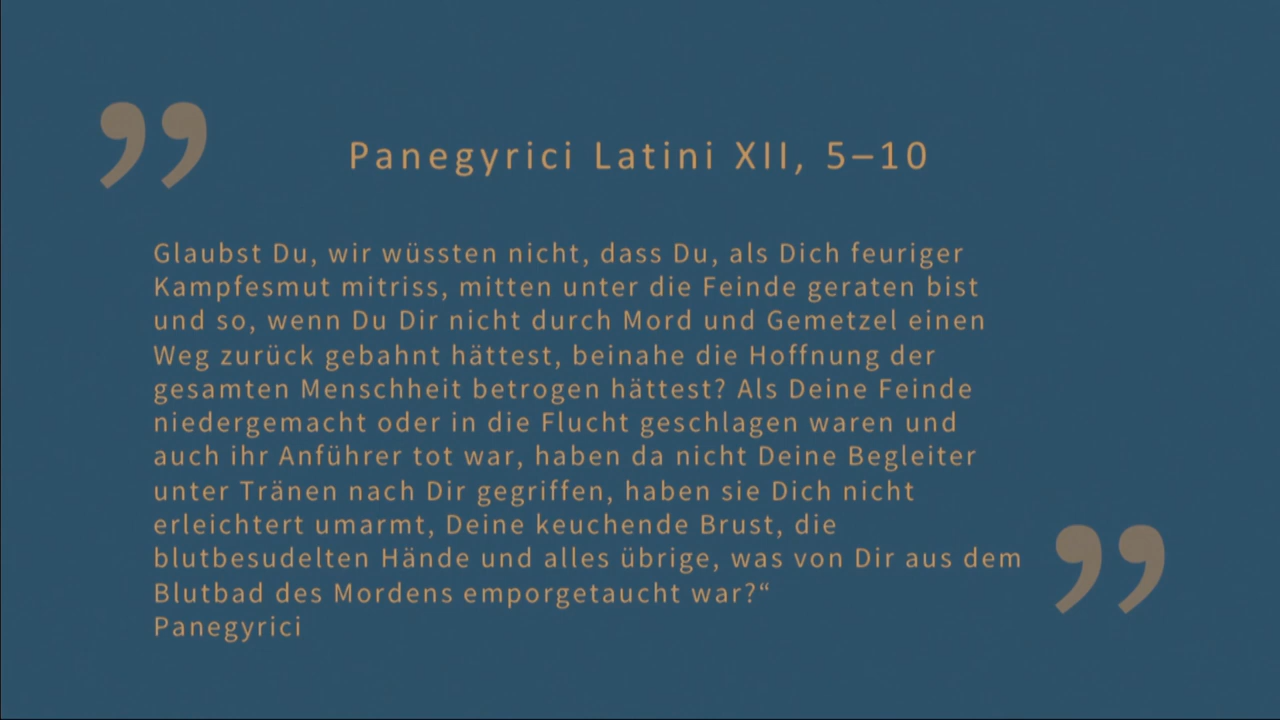 Panegyrici Latini XII, 5–10
Glaubst Du, wir wüssten nicht, dass Du, als Dich feuriger
Kampfesmut mitriss, mitten unter die Feinde geraten bist
und so, wenn Du Dir nicht durch Mord und Gemetzel einen
Weg zurück gebahnt hättest, beinahe die Hoffnung der
gesamten Menschheit betrogen hättest? Als Deine Feinde
niedergemacht oder in die Flucht geschlagen waren und
auch ihr Anführer tot war, haben da nicht Deine Begleiter
unter Tränen nach Dir gegriffen, haben sie Dich nicht
erleichtert umarmt, Deine keuchende Brust, die
blutbesudelten Hände und alles übrige, was von Dir aus dem
Blutbad des Mordens emporgetaucht war?“
Panegyrici